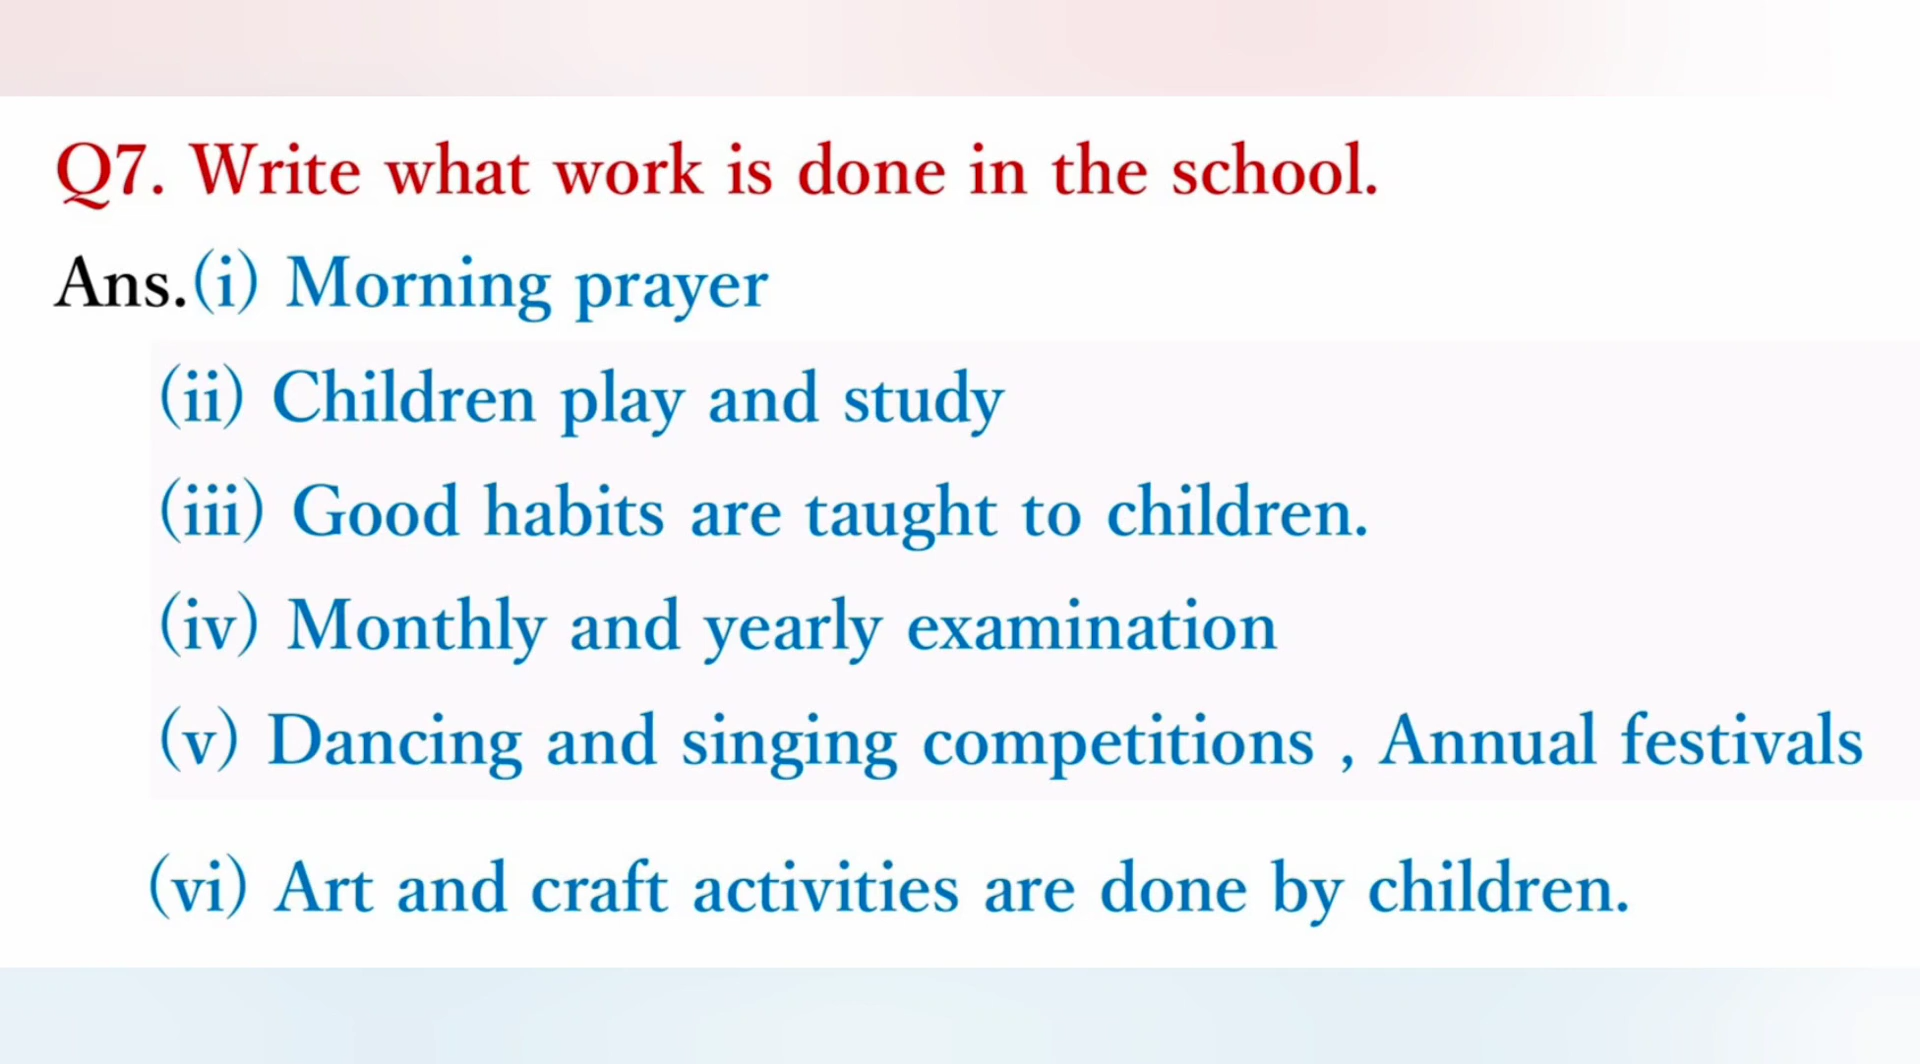 Q7. Write what work is done in the school.
Ans.(i) Morning prayer
(ii) Children play and study
(iii) Good habits are taught to children.
(iv) Monthly and yearly examination
(v) Dancing and singing competitions , Annual festivals
(vi) Art and craft activities are done by children.